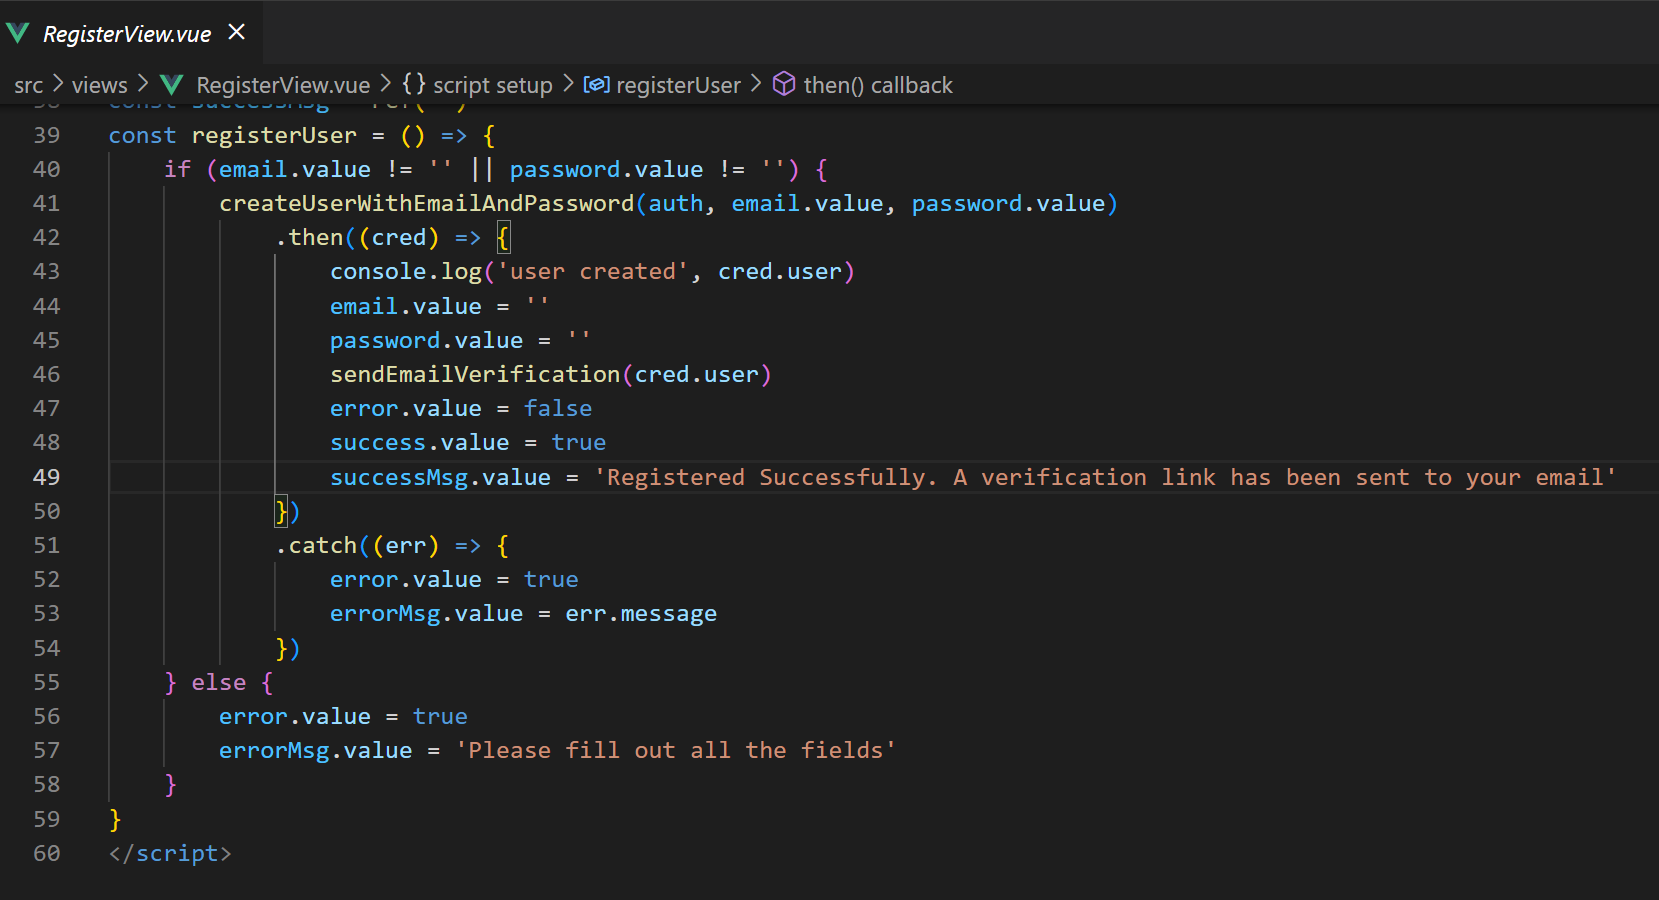 RegisterView.vue
src > views > RegisterView.vue > {} script setup > registerUser > then() callback
39 const registerUser = () => {
40 if (email.value != '' || password.value != '') {
41 createUserWithEmailAndPassword(auth, email.value, password.value)
42 .then((cred) => {
43 console.log('user created', cred.user)
44 email.value = ''
45 password.value = ''
46 sendEmailVerification(cred.user)
47 error.value = false
48 success.value = true
49 successMsg.value = 'Registered Successfully. A verification link has been sent to your email'
50 })
51 .catch((err) => {
52 error.value = true
53 errorMsg.value = err.message
54 })
55 } else {
56 error.value = true
57 errorMsg.value = 'Please fill out all the fields'
58 }
59 }
60 </script>